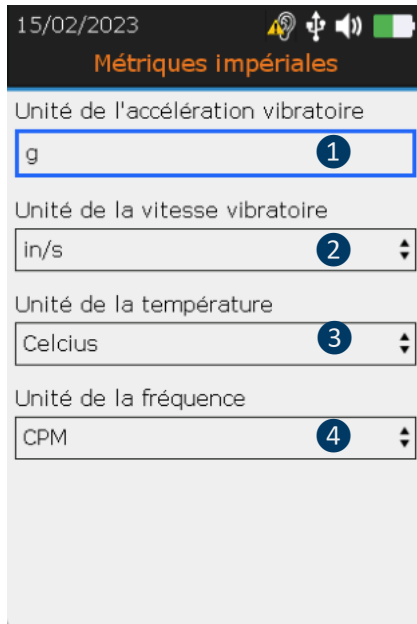 15/02/2023
Métriques impériales
Unité de l'accélération vibratoire
g 1
Unité de la vitesse vibratoire
in/s 2
Unité de la température
Celcius 3
Unité de la fréquence
CPM 4